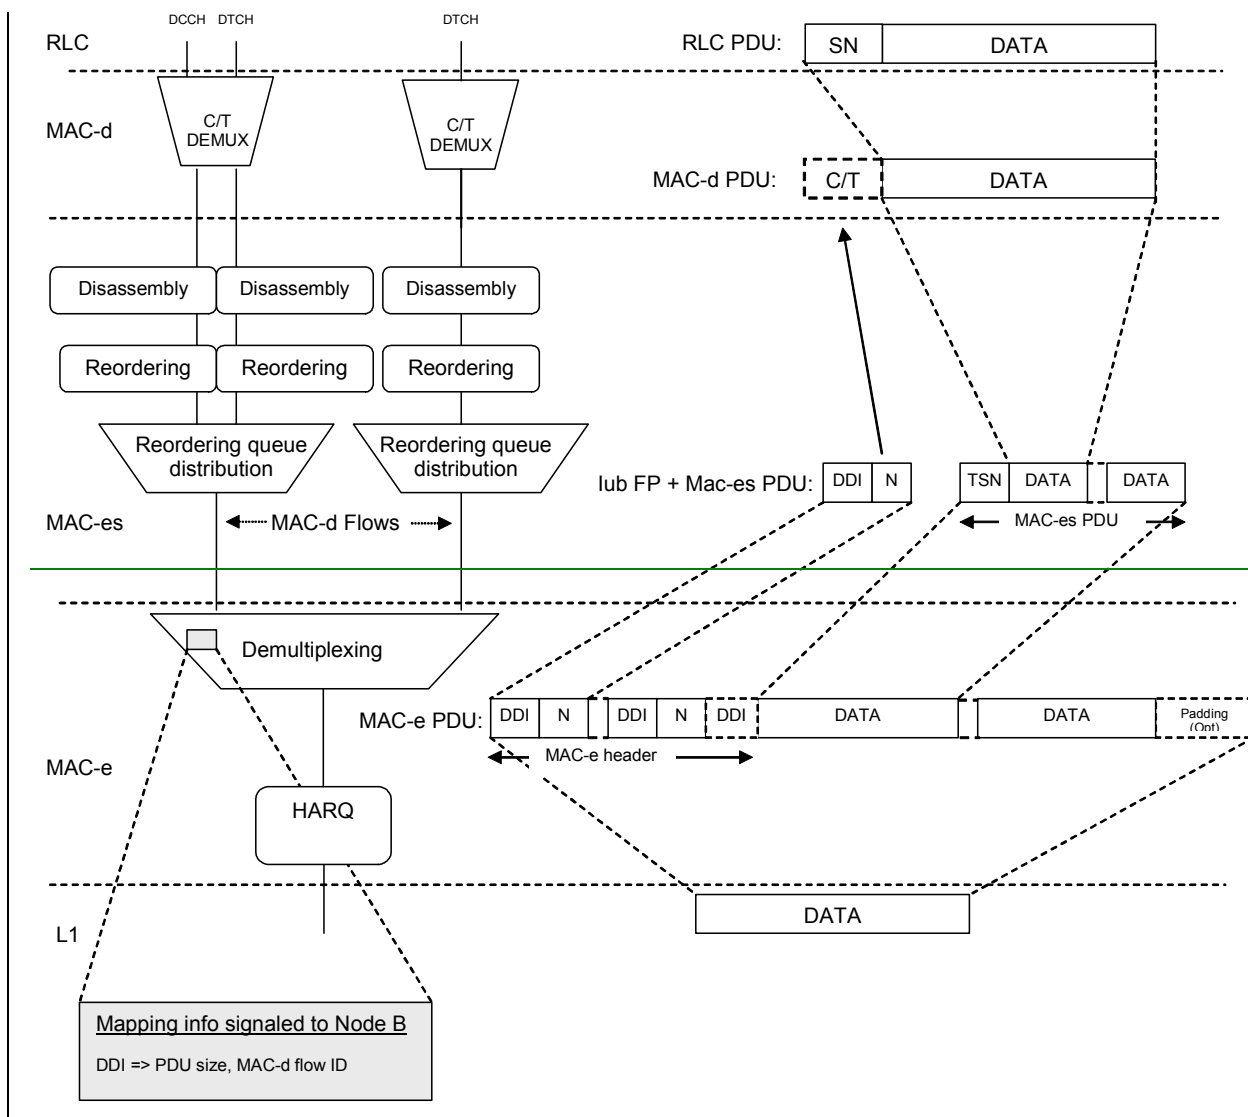 DCCH DTCH DTCH
RLC RLC PDU: SN DATA
C/T DEMUX
C/T DEMUX
MAC-d
MAC-d PDU: C/T DATA
Disassembly Disassembly Disassembly
Reordering Reordering Reordering
Reordering queue distribution
Reordering queue distribution
Iub FP + Mac-es PDU: DDI N TSN DATA DATA
MAC-es MAC-d Flows MAC-es PDU
Demultiplexing
MAC-e PDU: DDI N DDI N DDI DATA DATA Padding (Opt)
MAC-e header
MAC-e
HARQ
DATA
L1
Mapping info signaled to Node B
DDI => PDU size, MAC-d flow ID